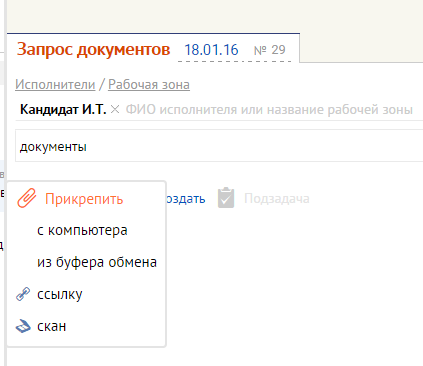 Запрос документов 18.01.16 № 29
Исполнители / Рабочая зона
Кандидат И.Т. × ФИО исполнителя или название рабочей зоны
документы
Прикрепить оздать Подзадача
с компьютера
из буфера обмена
ссылку
скан